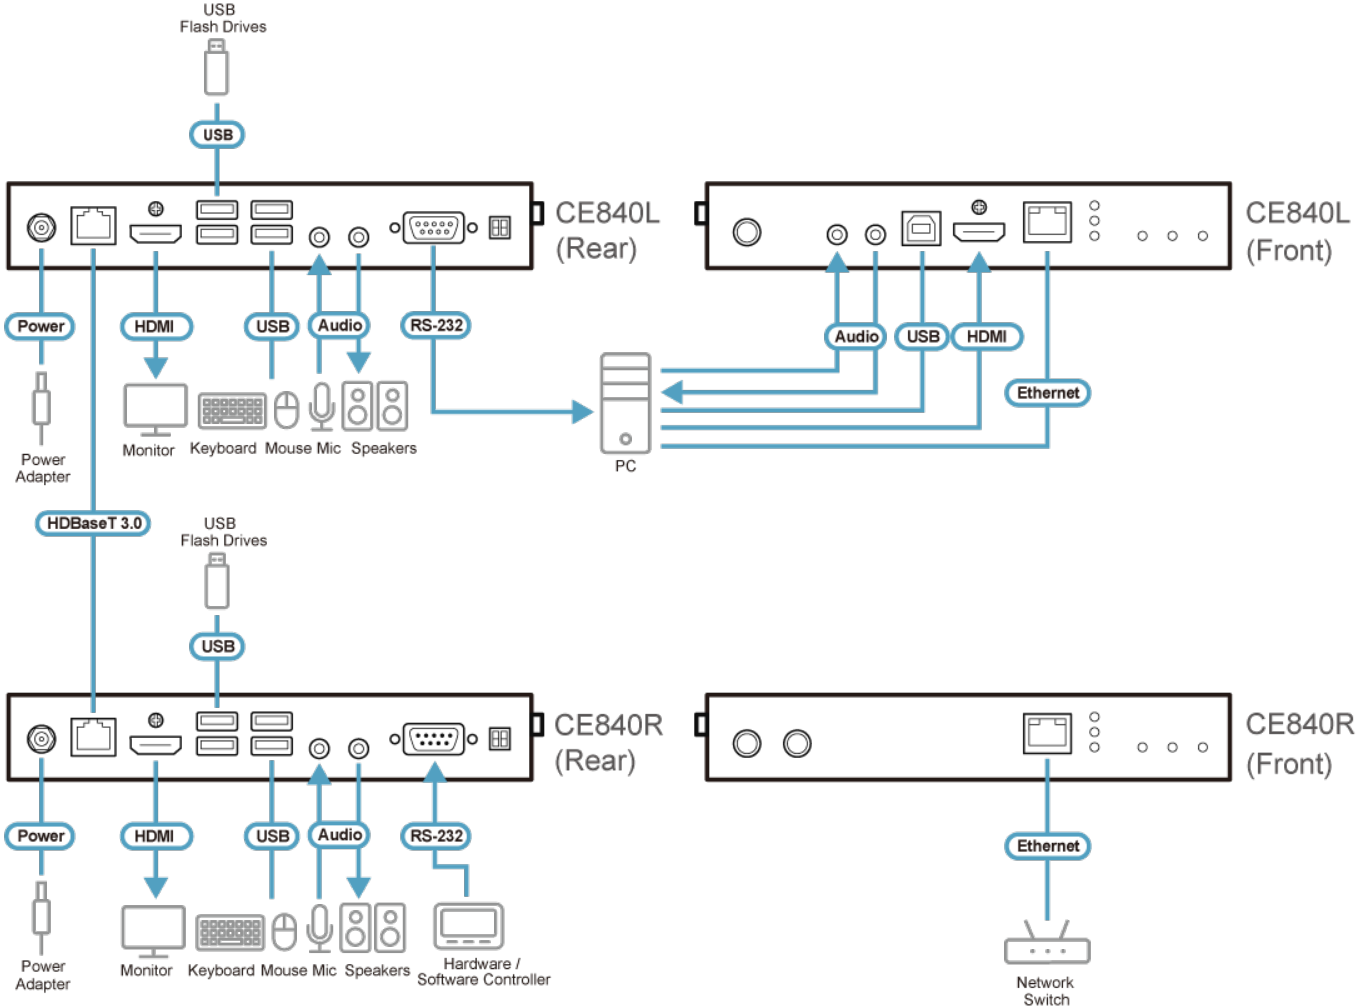 USB
Flash Drives
USB
CE840L
(Rear)
CE840L
(Front)
Power
HDMI
USB
Audio
RS-232
Audio
USB
HDMI
Ethernet
Power
Adapter
Monitor
Keyboard
Mouse
Mic
Speakers
PC
HDBaseT 3.0
USB
Flash Drives
USB
CE840R
(Rear)
CE840R
(Front)
Power
HDMI
USB
Audio
RS-232
Ethernet
Power
Adapter
Monitor
Keyboard
Mouse
Mic
Speakers
Hardware /
Software Controller
Network
Switch